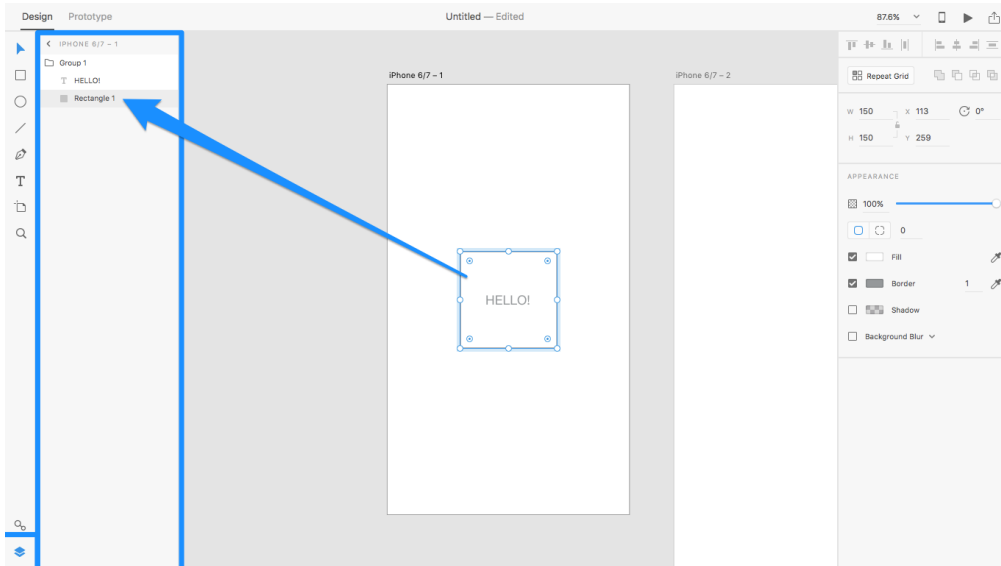 Design Prototype Untitled — Edited 87.6%
< IPHONE 6/7 – 1
Group 1
T HELLO!
Rectangle 1
iPhone 6/7 – 1 iPhone 6/7 – 2
HELLO!
Repeat Grid
W 150 X 113 0°
H 150 Y 259
APPEARANCE
100%
0
Fill
Border 1
Shadow
Background Blur